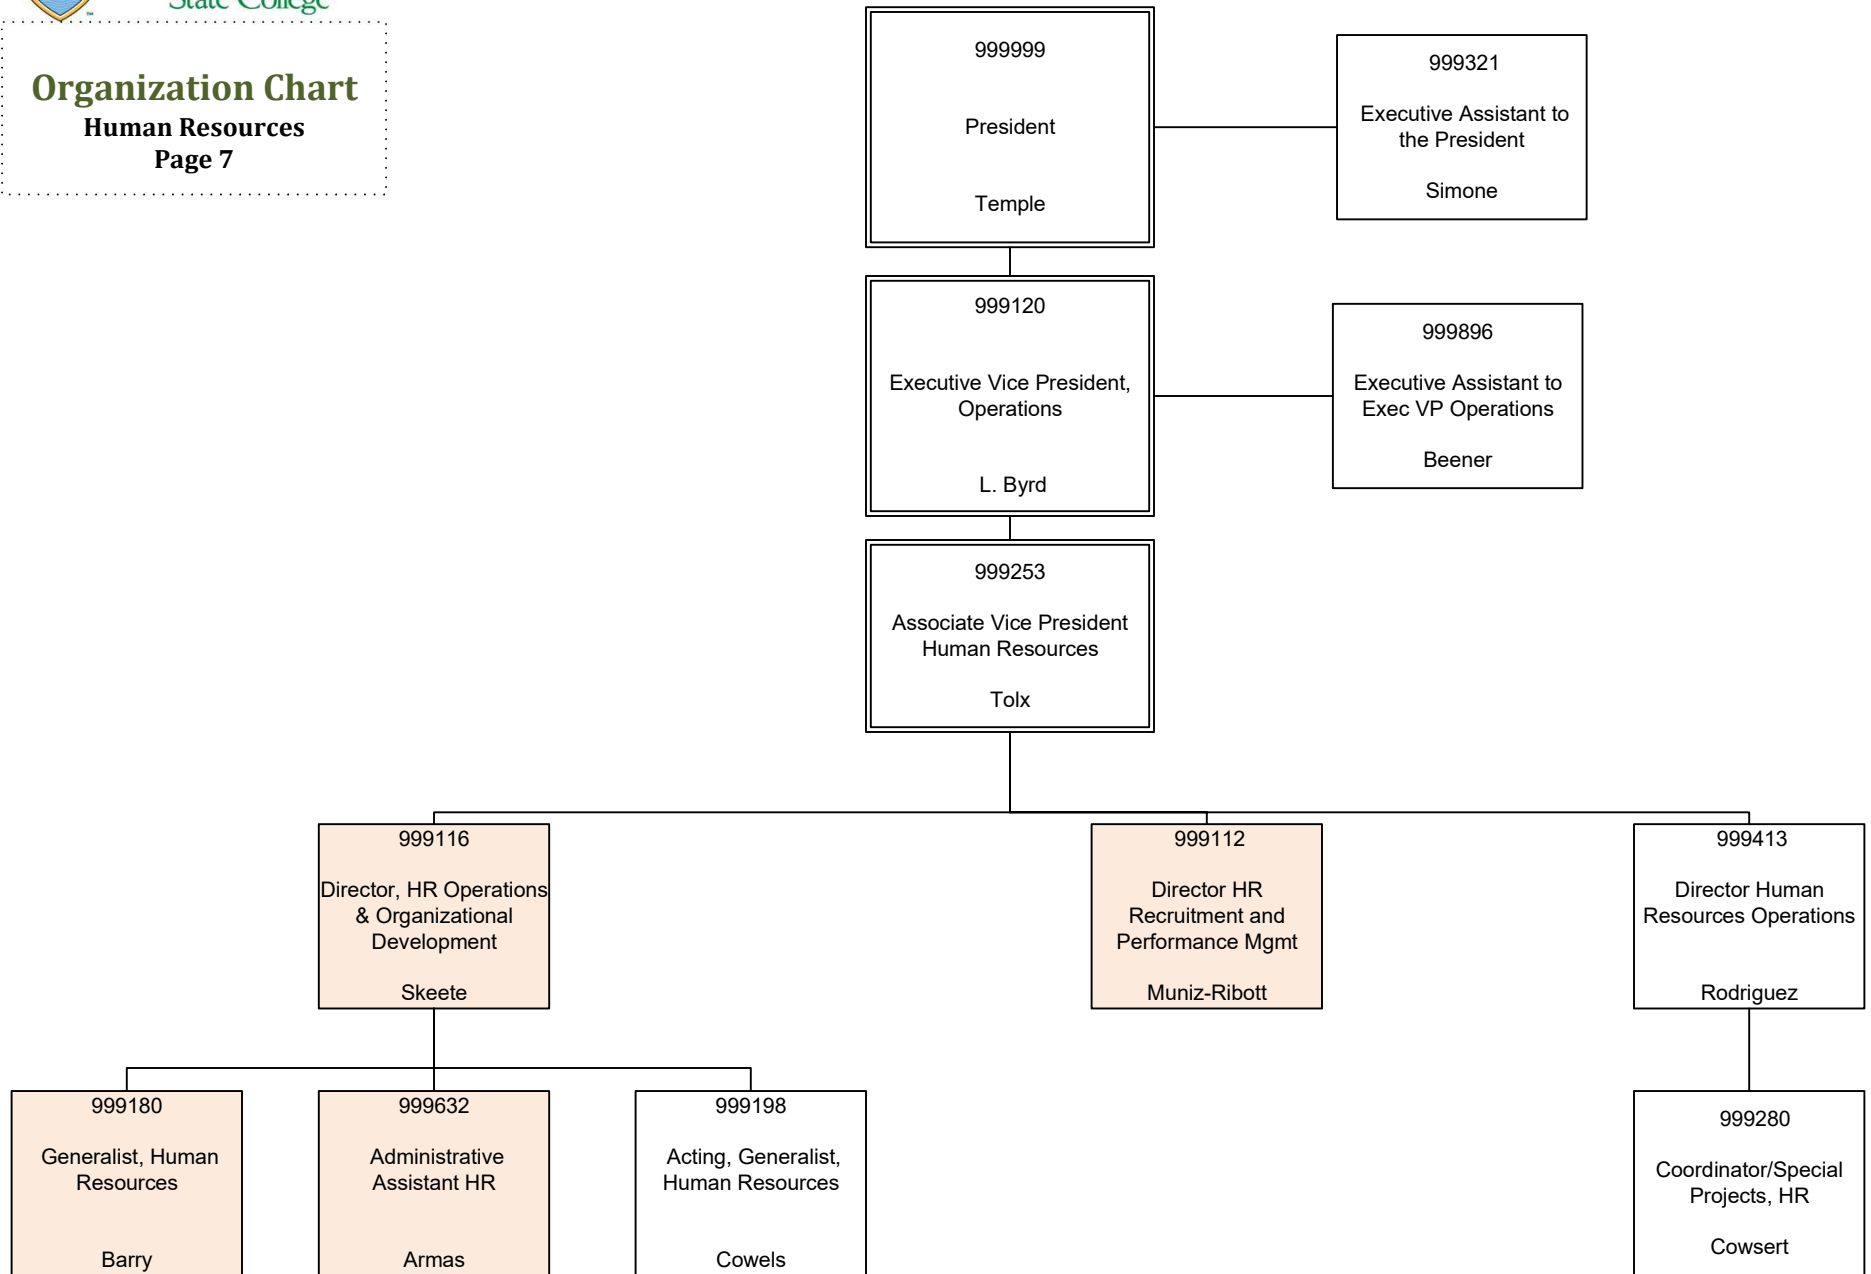 State College
™
Organization Chart
Human Resources
Page 7
999999
President
Temple
999321
Executive Assistant to
the President
Simone
999120
Executive Vice President,
Operations
L. Byrd
999896
Executive Assistant to
Exec VP Operations
Beener
999253
Associate Vice President
Human Resources
Tolx
999116
Director, HR Operations
& Organizational
Development
Skeete
999112
Director HR
Recruitment and
Performance Mgmt
Muniz-Ribott
999413
Director Human
Resources Operations
Rodriguez
999180
Generalist, Human
Resources
Barry
999632
Administrative
Assistant HR
Armas
999198
Acting, Generalist,
Human Resources
Cowels
999280
Coordinator/Special
Projects, HR
Cowsert